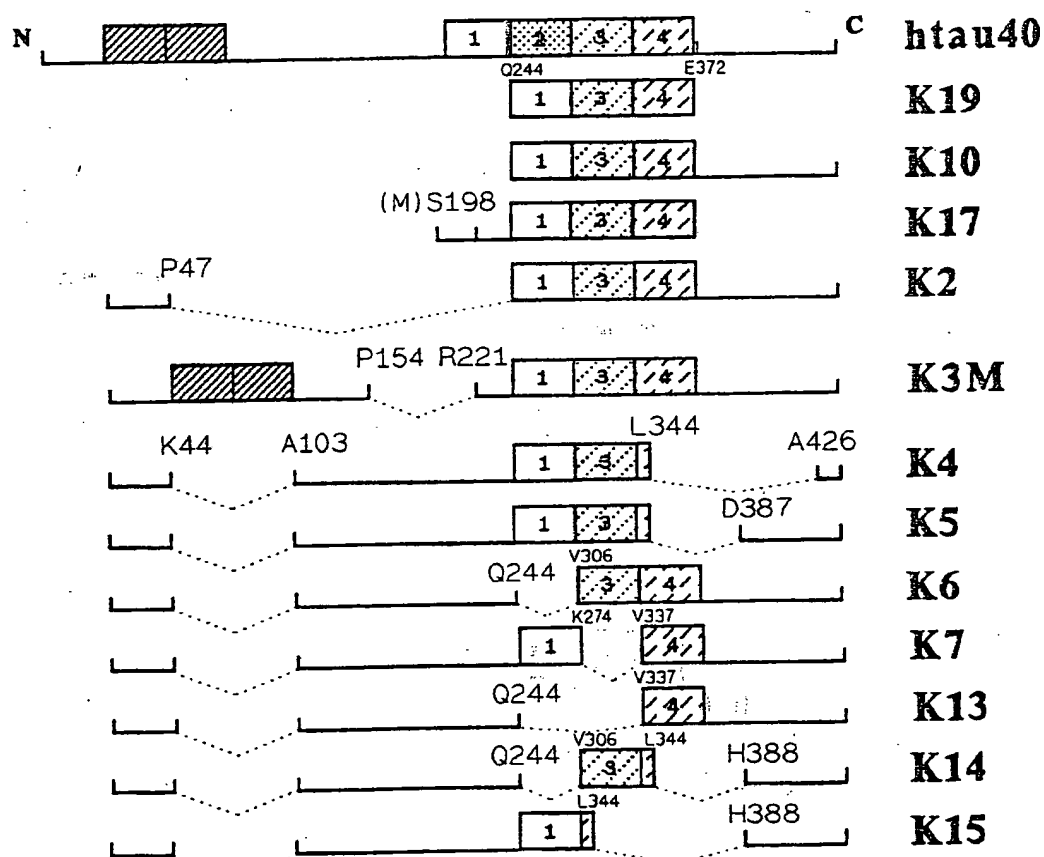 N C htau40
1 2 3 4
Q244 E372
1 3 4 K19
1 3 4 K10
(M)S198
1 3 4 K17
P47
1 3 4 K2
P154 R221
1 3 4 K3M
L344
K44 A103 A426
1 3 K4
D387
1 3 K5
V306
Q244
3 4 K6
K274 V337
1 4 K7
V337
Q244 4 K13
V306 L344
Q244 H388
3 K14
L344
H388
1 K15